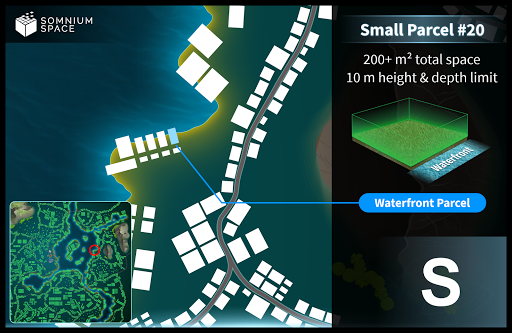 SOMNIUM
SPACE
Small Parcel #20
200+ m² total space
10 m height & depth limit
Waterfront
Waterfront Parcel
S